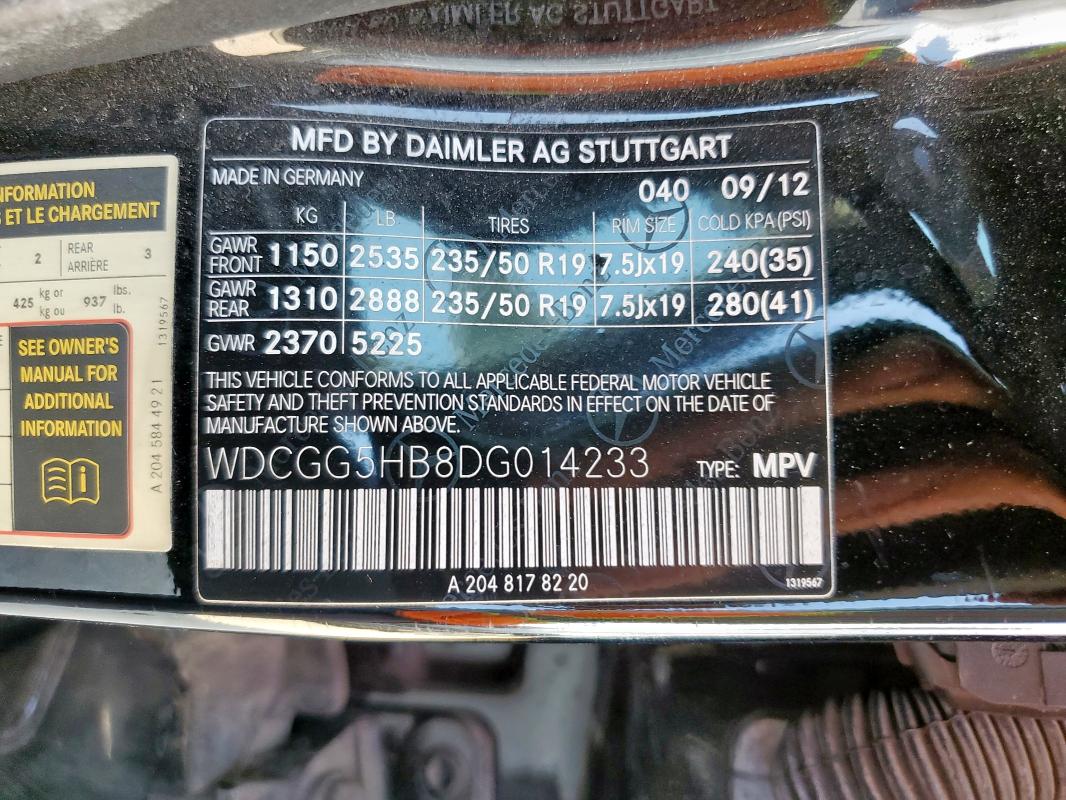 MFD BY DAIMLER AG STUTTGART
MADE IN GERMANY 040 09/12
KG LB TIRES RIM SIZE COLD KPA(PSI)
GAWR FRONT 1150 2535 235/50 R19 7.5Jx19 240(35)
GAWR REAR 1310 2888 235/50 R19 7.5Jx19 280(41)
GVWR 2370 5225
THIS VEHICLE CONFORMS TO ALL APPLICABLE FEDERAL MOTOR VEHICLE
SAFETY AND THEFT PREVENTION STANDARDS IN EFFECT ON THE DATE OF
MANUFACTURE SHOWN ABOVE.
WDCGG5HB8DG014233 TYPE: MPV
A 204 817 82 20 1319567
ET LE CHARGEMENT
2 REAR ARRIÈRE 3
425 kg or kg ou 937 lbs. lb.
SEE OWNER'S
MANUAL FOR
ADDITIONAL
INFORMATION
A 204 584 49 21 1319567